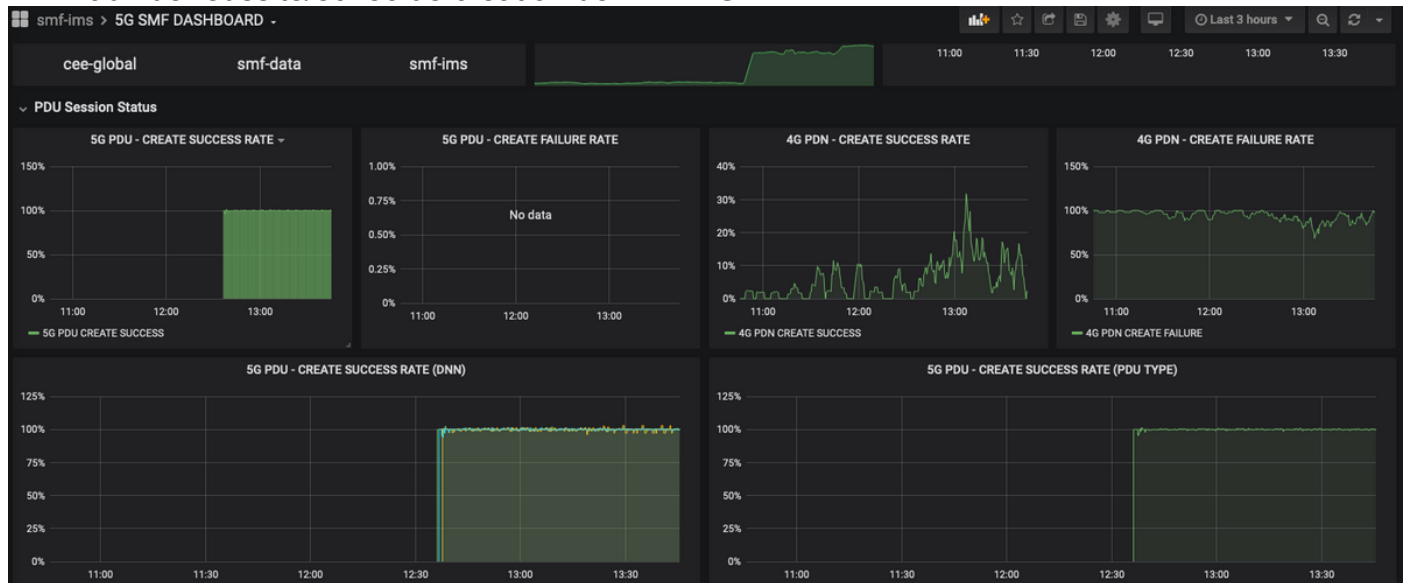 smf-ims > 5G SMF DASHBOARD
Last 3 hours
cee-global smf-data smf-ims
11:00 11:30 12:00 12:30 13:00 13:30
PDU Session Status
5G PDU - CREATE SUCCESS RATE
150%
100%
50%
0%
11:00 12:00 13:00
5G PDU CREATE SUCCESS
5G PDU - CREATE FAILURE RATE
1.00%
0.75%
0.50%
0.25%
0%
No data
11:00 12:00 13:00
4G PDN - CREATE SUCCESS RATE
40%
30%
20%
10%
0%
11:00 12:00 13:00
4G PDN CREATE SUCCESS
4G PDN - CREATE FAILURE RATE
150%
100%
50%
0%
11:00 12:00 13:00
4G PDN CREATE FAILURE
5G PDU - CREATE SUCCESS RATE (DNN)
125%
100%
75%
50%
25%
0%
11:00 11:30 12:00 12:30 13:00 13:30
5G PDU - CREATE SUCCESS RATE (PDU TYPE)
125%
100%
75%
50%
25%
0%
11:00 11:30 12:00 12:30 13:00 13:30